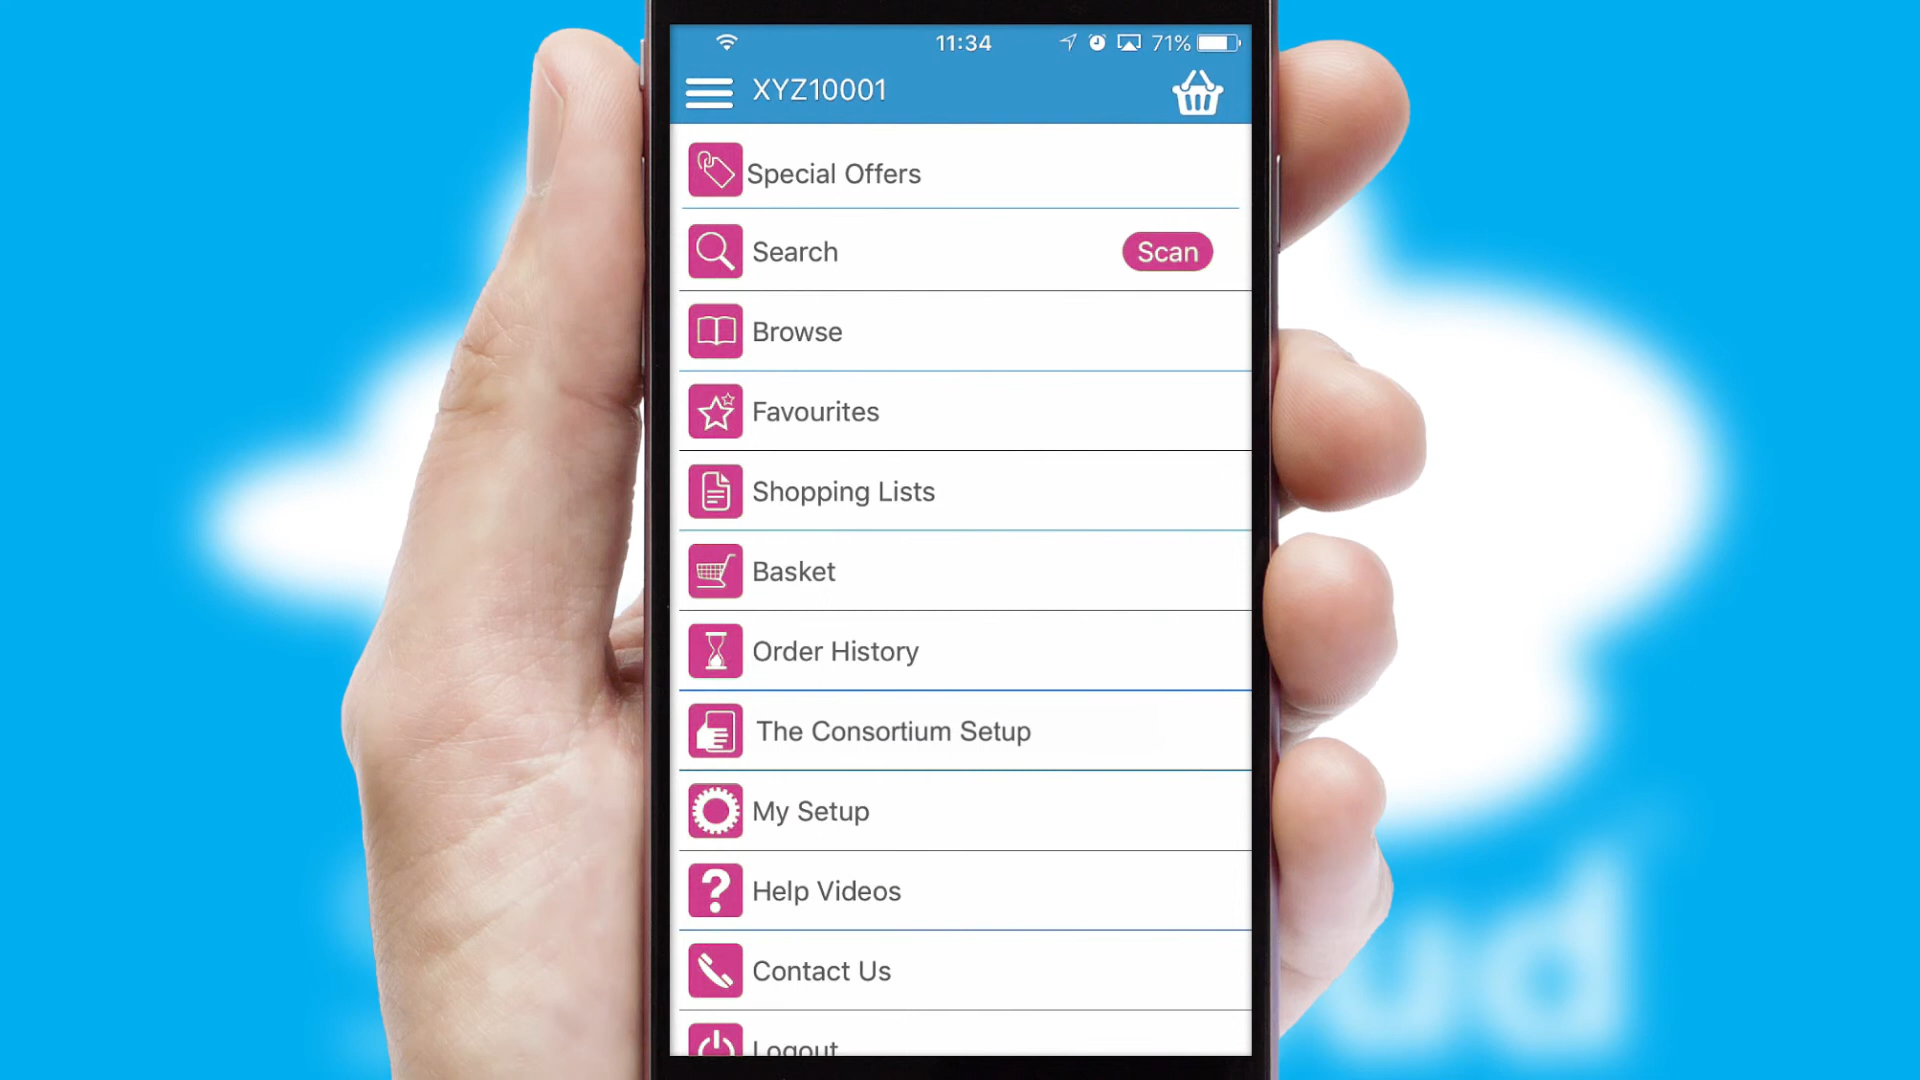 11:34
71%
XYZ10001
Special Offers
Search
Scan
Browse
Favourites
Shopping Lists
Basket
Order History
The Consortium Setup
My Setup
Help Videos
Contact Us
Logout
ud